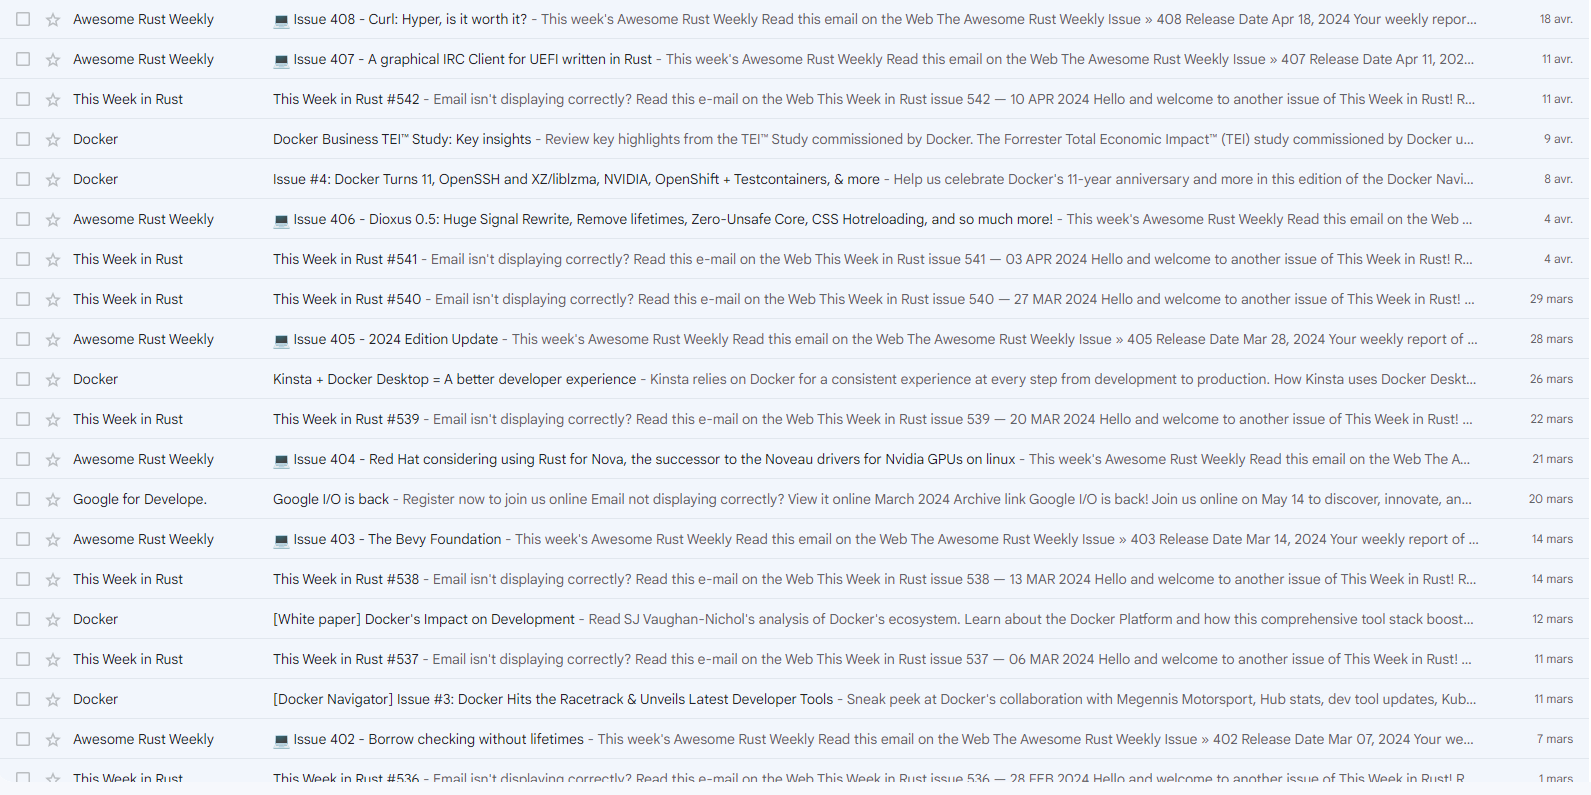 Awesome Rust Weekly 💻 Issue 408 - Curl: Hyper, is it worth it? - This week's Awesome Rust Weekly Read this email on the Web The Awesome Rust Weekly Issue » 408 Release Date Apr 18, 2024 Your weekly repor... 18 avr.
Awesome Rust Weekly 💻 Issue 407 - A graphical IRC Client for UEFI written in Rust - This week's Awesome Rust Weekly Read this email on the Web The Awesome Rust Weekly Issue » 407 Release Date Apr 11, 202... 11 avr.
This Week in Rust This Week in Rust #542 - Email isn't displaying correctly? Read this e-mail on the Web This Week in Rust issue 542 — 10 APR 2024 Hello and welcome to another issue of This Week in Rust! R... 11 avr.
Docker Docker Business TEI™ Study: Key insights - Review key highlights from the TEI™ Study commissioned by Docker. The Forrester Total Economic Impact™ (TEI) study commissioned by Docker u... 9 avr.
Docker Issue #4: Docker Turns 11, OpenSSH and XZ/liblzma, NVIDIA, OpenShift + Testcontainers, & more - Help us celebrate Docker's 11-year anniversary and more in this edition of the Docker Navi... 8 avr.
Awesome Rust Weekly 💻 Issue 406 - Dioxus 0.5: Huge Signal Rewrite, Remove lifetimes, Zero-Unsafe Core, CSS Hotreloading, and so much more! - This week's Awesome Rust Weekly Read this email on the Web ... 4 avr.
This Week in Rust This Week in Rust #541 - Email isn't displaying correctly? Read this e-mail on the Web This Week in Rust issue 541 — 03 APR 2024 Hello and welcome to another issue of This Week in Rust! R... 4 avr.
This Week in Rust This Week in Rust #540 - Email isn't displaying correctly? Read this e-mail on the Web This Week in Rust issue 540 — 27 MAR 2024 Hello and welcome to another issue of This Week in Rust! ... 29 mars
Awesome Rust Weekly 💻 Issue 405 - 2024 Edition Update - This week's Awesome Rust Weekly Read this email on the Web The Awesome Rust Weekly Issue » 405 Release Date Mar 28, 2024 Your weekly report of ... 28 mars
Docker Kinsta + Docker Desktop = A better developer experience - Kinsta relies on Docker for a consistent experience at every step from development to production. How Kinsta uses Docker Deskt... 26 mars
This Week in Rust This Week in Rust #539 - Email isn't displaying correctly? Read this e-mail on the Web This Week in Rust issue 539 — 20 MAR 2024 Hello and welcome to another issue of This Week in Rust! ... 22 mars
Awesome Rust Weekly 💻 Issue 404 - Red Hat considering using Rust for Nova, the successor to the Noveau drivers for Nvidia GPUs on linux - This week's Awesome Rust Weekly Read this email on the Web The A... 21 mars
Google for Develope. Google I/O is back - Register now to join us online Email not displaying correctly? View it online March 2024 Archive link Google I/O is back! Join us online on May 14 to discover, innovate, an... 20 mars
Awesome Rust Weekly 💻 Issue 403 - The Bevy Foundation - This week's Awesome Rust Weekly Read this email on the Web The Awesome Rust Weekly Issue » 403 Release Date Mar 14, 2024 Your weekly report of ... 14 mars
This Week in Rust This Week in Rust #538 - Email isn't displaying correctly? Read this e-mail on the Web This Week in Rust issue 538 — 13 MAR 2024 Hello and welcome to another issue of This Week in Rust! R... 14 mars
Docker [White paper] Docker's Impact on Development - Read SJ Vaughan-Nichol's analysis of Docker's ecosystem. Learn about the Docker Platform and how this comprehensive tool stack boost... 12 mars
This Week in Rust This Week in Rust #537 - Email isn't displaying correctly? Read this e-mail on the Web This Week in Rust issue 537 — 06 MAR 2024 Hello and welcome to another issue of This Week in Rust! ... 11 mars
Docker [Docker Navigator] Issue #3: Docker Hits the Racetrack & Unveils Latest Developer Tools - Sneak peek at Docker's collaboration with Megennis Motorsport, Hub stats, dev tool updates, Kub... 11 mars
Awesome Rust Weekly 💻 Issue 402 - Borrow checking without lifetimes - This week's Awesome Rust Weekly Read this email on the Web The Awesome Rust Weekly Issue » 402 Release Date Mar 07, 2024 Your we... 7 mars
This Week in Rust This Week in Rust #536 - Email isn't displaying correctly? Read this e-mail on the Web This Week in Rust issue 536 — 28 FEB 2024 Hello and welcome to another issue of This Week in Rust! R... 1 mars